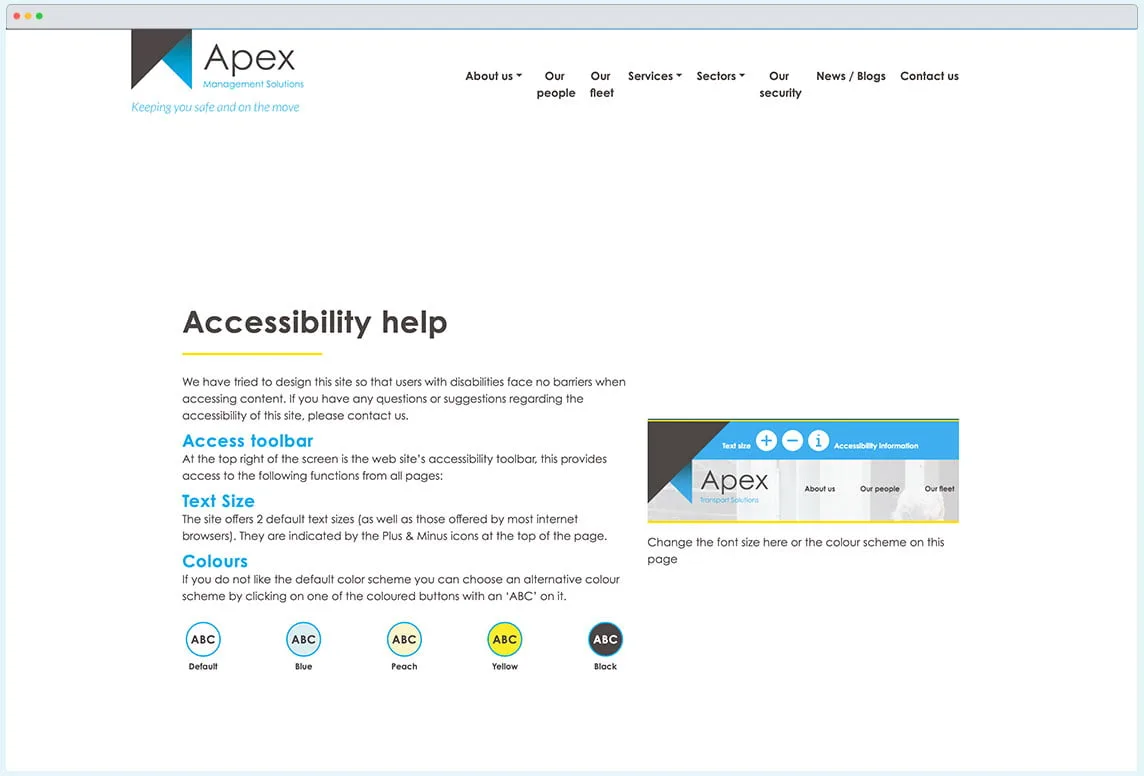 Apex
Management Solutions
Keeping you safe and on the move
About us
Our
people
Our
fleet
Services
Sectors
Our
security
News / Blogs
Contact us
Accessibility help
We have tried to design this site so that users with disabilities face no barriers when
accessing content. If you have any questions or suggestions regarding the
accessibility of this site, please contact us.
Access toolbar
At the top right of the screen is the web site’s accessibility toolbar, this provides
access to the following functions from all pages:
Text Size
The site offers 2 default text sizes (as well as those offered by most internet
browsers). They are indicated by the Plus & Minus icons at the top of the page.
Colours
If you do not like the default color scheme you can choose an alternative colour
scheme by clicking on one of the coloured buttons with an ‘ABC’ on it.
ABC ABC ABC ABC ABC
Default Blue Peach Yellow Black
Text size + − i Accessibility Information
Apex
Transport Solutions
About us Our people Our fleet
Change the font size here or the colour scheme on this
page